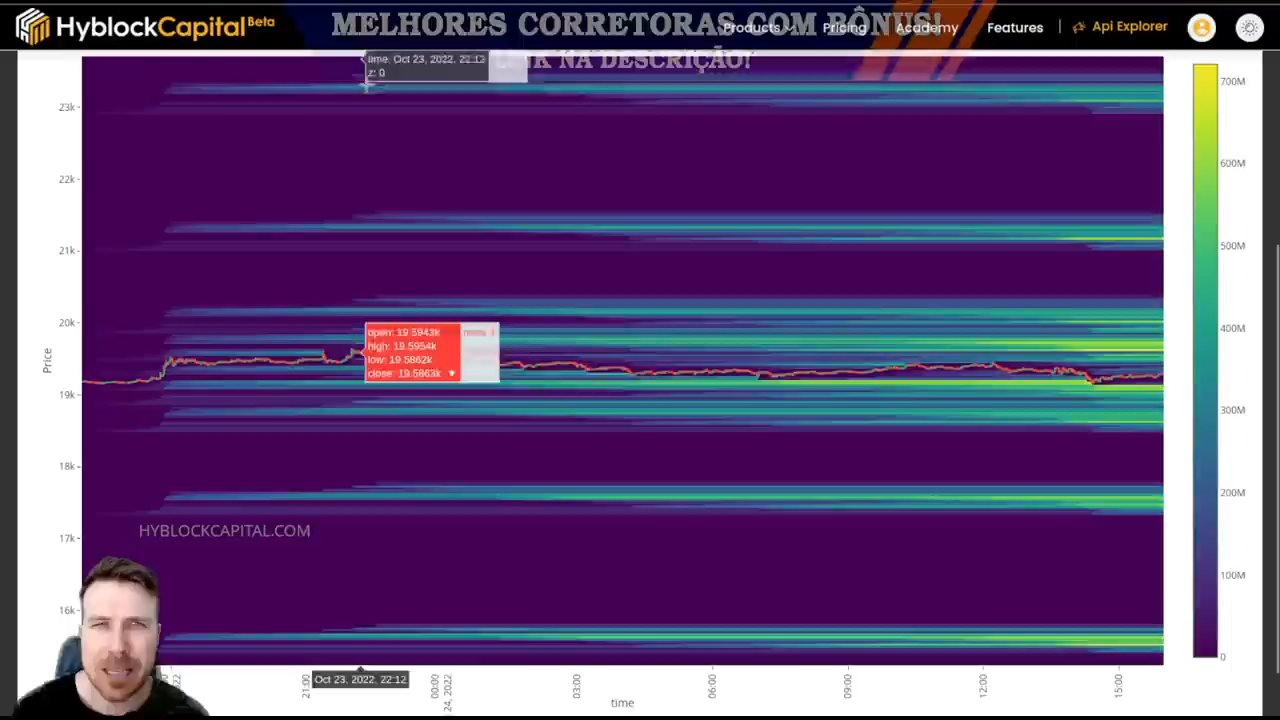 HyblockCapital Beta
MELHORES CORRETORAS COM BÔNUS!
Products
Pricing
Academy
Features
Api Explorer
LINK NA DESCRIÇÃO!
time: Oct 23, 2022, 22:12
z: 0
23k
22k
21k
20k
19k
18k
17k
16k
Price
open: 19.5943k
high: 19.5954k
low: 19.5862k
close: 19.5863k ▼
HYBLOCKCAPITAL.COM
700M
600M
500M
400M
300M
200M
100M
0
21:00
Oct 23, 2022, 22:12
00:00
24, 2022
03:00
06:00
09:00
12:00
15:00
time